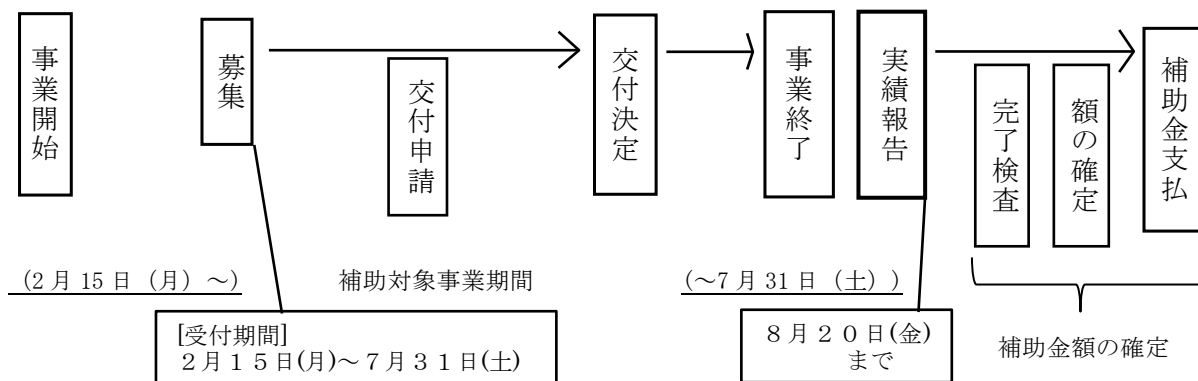 事業開始
募集
交付申請
交付決定
事業終了
実績報告
完了検査
額の確定
補助金支払
(2月15日（月）～)
補助対象事業期間
(～7月31日（土）)
[受付期間]
２月１５日(月)～７月３１日(土)
８月２０日(金)
まで
補助金額の確定